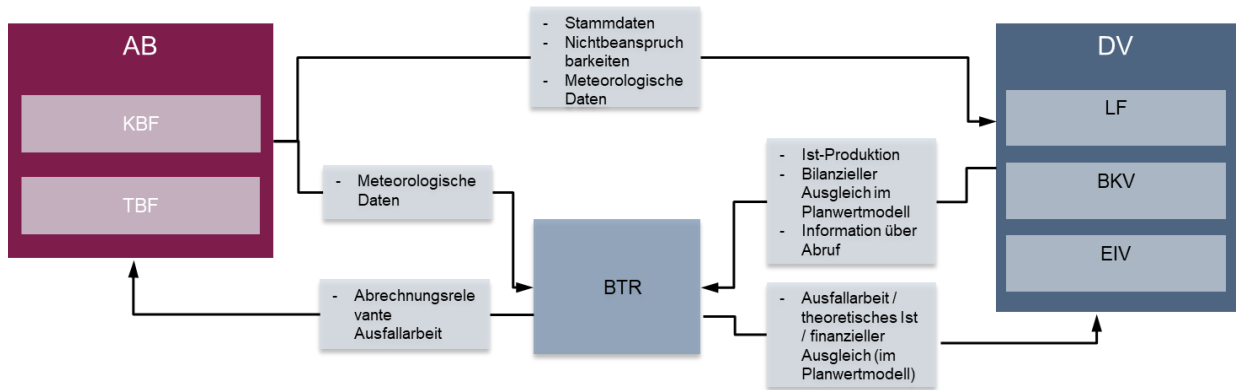 AB
KBF
TBF
- Stammdaten
- Nichtbeanspruch
barkeiten
- Meteorologische
Daten
DV
LF
BKV
EIV
- Meteorologische
Daten
- Ist-Produktion
- Bilanzieller
Ausgleich im
Planwertmodell
- Information über
Abruf
BTR
- Abrechnungsrele
vante
Ausfallarbeit
- Ausfallarbeit /
theoretisches Ist
/ finanzieller
Ausgleich (im
Planwertmodell)